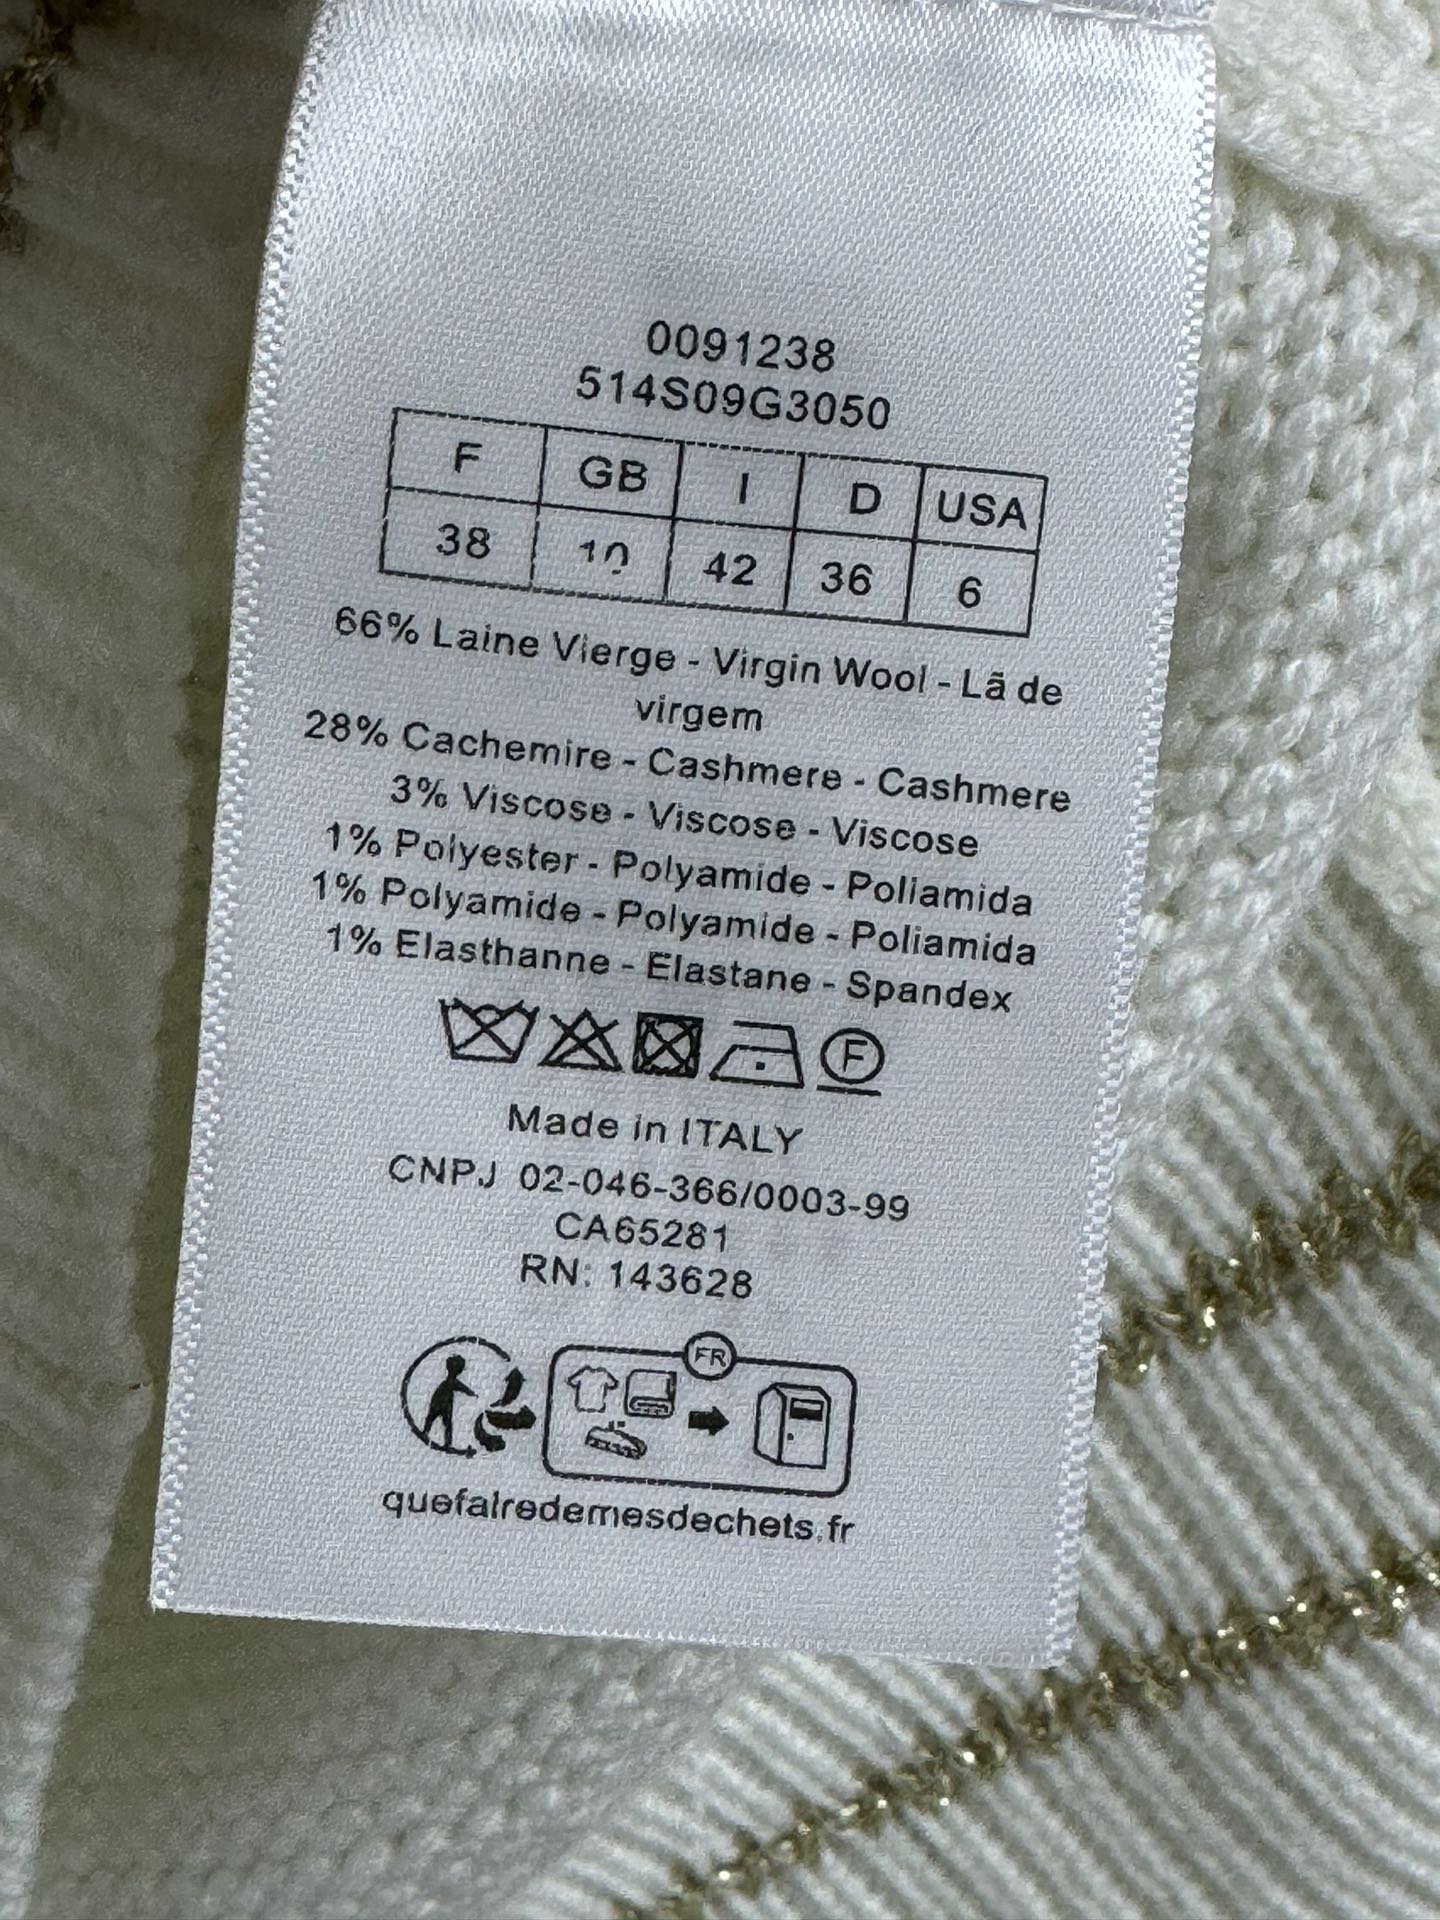 0091238
514S09G3050
F GB I D USA
38 10 42 36 6
66% Laine Vierge - Virgin Wool - Lã de
virgem
28% Cachemire - Cashmere - Cashmere
3% Viscose - Viscose - Viscose
1% Polyester - Polyamide - Poliamida
1% Polyamide - Polyamide - Poliamida
1% Elasthanne - Elastane - Spandex
F
Made in ITALY
CNPJ 02-046-366/0003-99
CA65281
RN: 143628
FR
quefairedemesdechets.fr